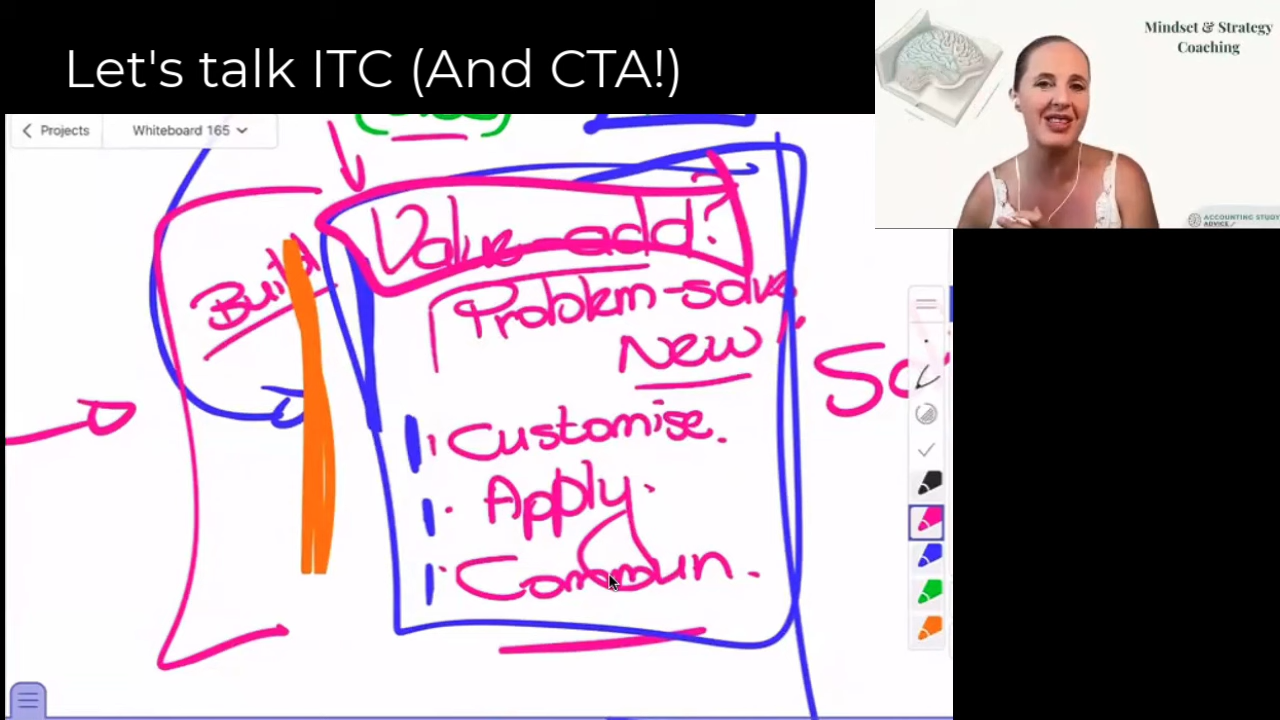 Let's talk ITC (And CTA!)
Mindset & Strategy
Coaching
ACCOUNTING STUDY
ADVICE
Projects
Whiteboard 165
Value-add?
Build
Problem-solve
New
Customise.
Apply.
Commun.